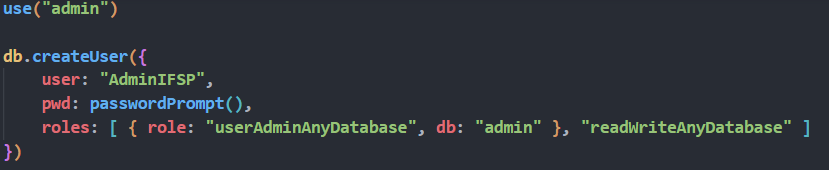 use("admin")
db.createUser({
user: "AdminIFSP",
pwd: passwordPrompt(),
roles: [ { role: "userAdminAnyDatabase", db: "admin" }, "readWriteAnyDatabase" ]
})